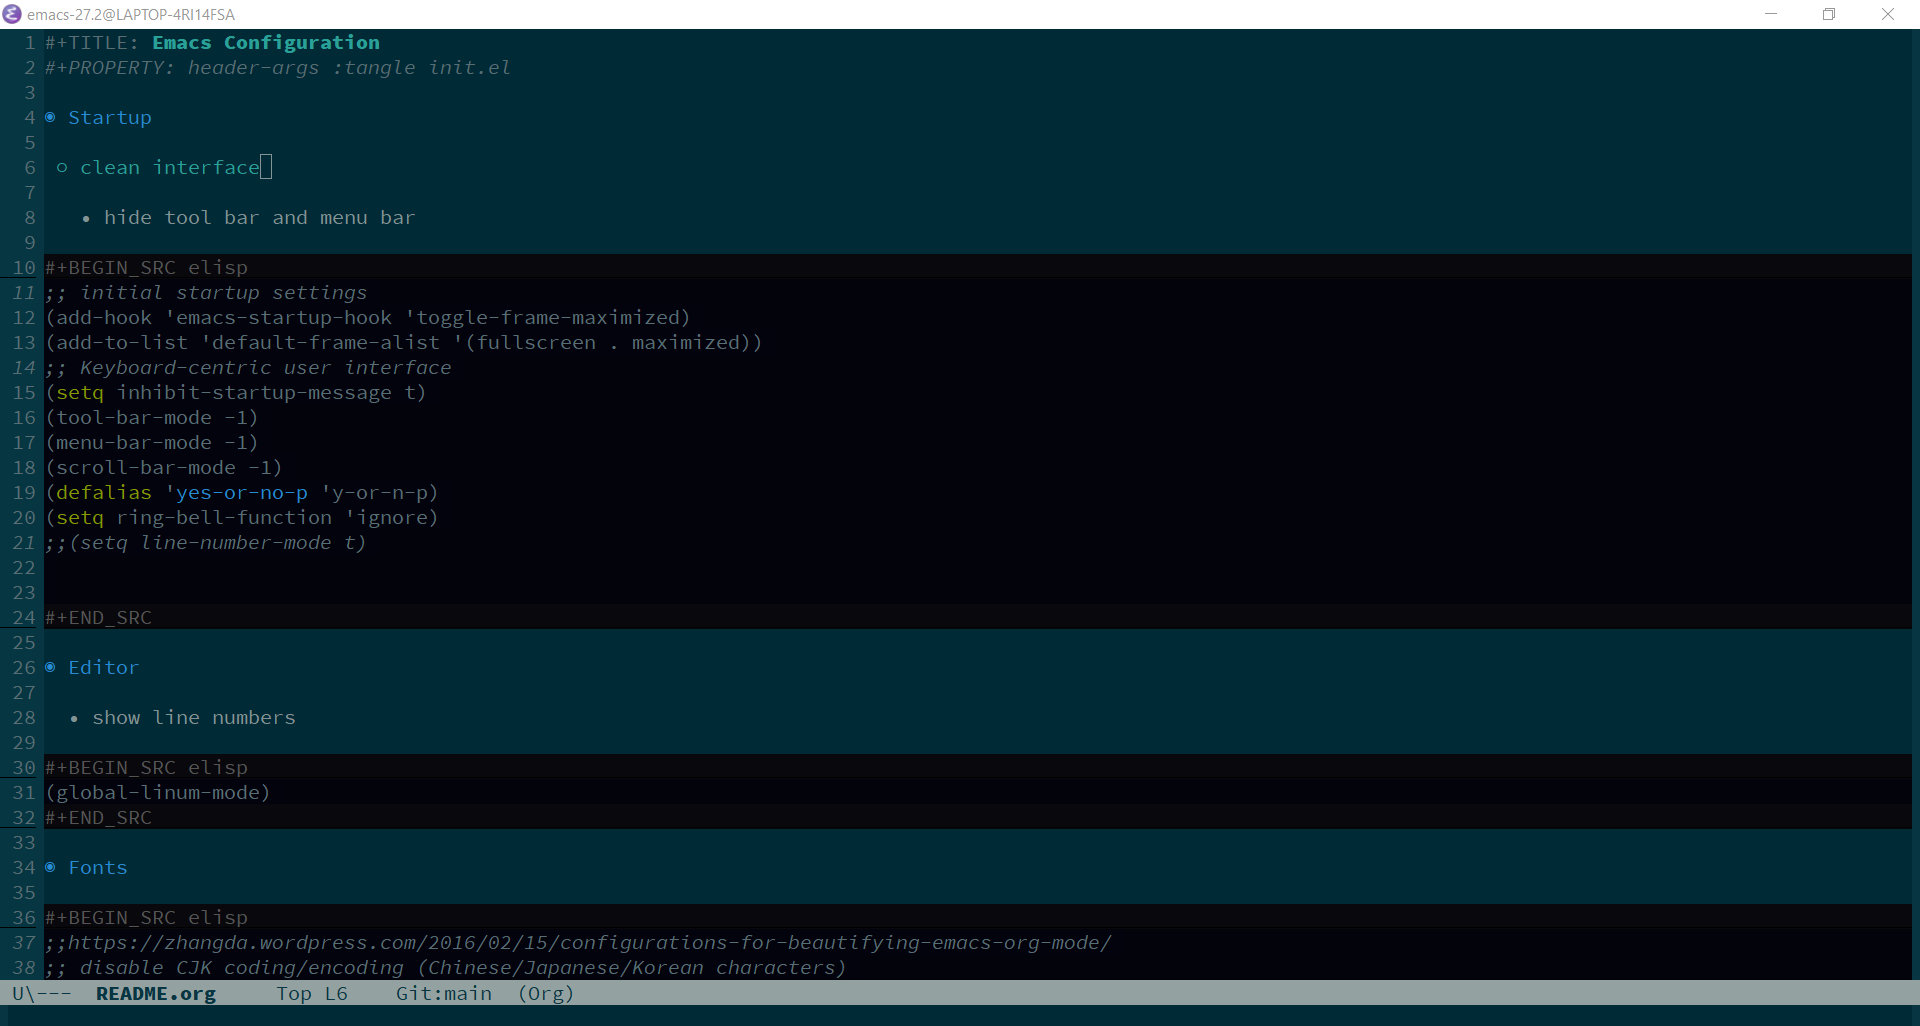 emacs-27.2@LAPTOP-4RI14FSA
1 #+TITLE: Emacs Configuration
2 #+PROPERTY: header-args :tangle init.el
3
4 ◉ Startup
5
6 ○ clean interface
7
8 • hide tool bar and menu bar
9
10 #+BEGIN_SRC elisp
11 ;; initial startup settings
12 (add-hook 'emacs-startup-hook 'toggle-frame-maximized)
13 (add-to-list 'default-frame-alist '(fullscreen . maximized))
14 ;; Keyboard-centric user interface
15 (setq inhibit-startup-message t)
16 (tool-bar-mode -1)
17 (menu-bar-mode -1)
18 (scroll-bar-mode -1)
19 (defalias 'yes-or-no-p 'y-or-n-p)
20 (setq ring-bell-function 'ignore)
21 ;;(setq line-number-mode t)
22
23
24 #+END_SRC
25
26 ◉ Editor
27
28 • show line numbers
29
30 #+BEGIN_SRC elisp
31 (global-linum-mode)
32 #+END_SRC
33
34 ◉ Fonts
35
36 #+BEGIN_SRC elisp
37 ;;https://zhangda.wordpress.com/2016/02/15/configurations-for-beautifying-emacs-org-mode/
38 ;; disable CJK coding/encoding (Chinese/Japanese/Korean characters)
U\--- README.org Top L6 Git:main (Org)